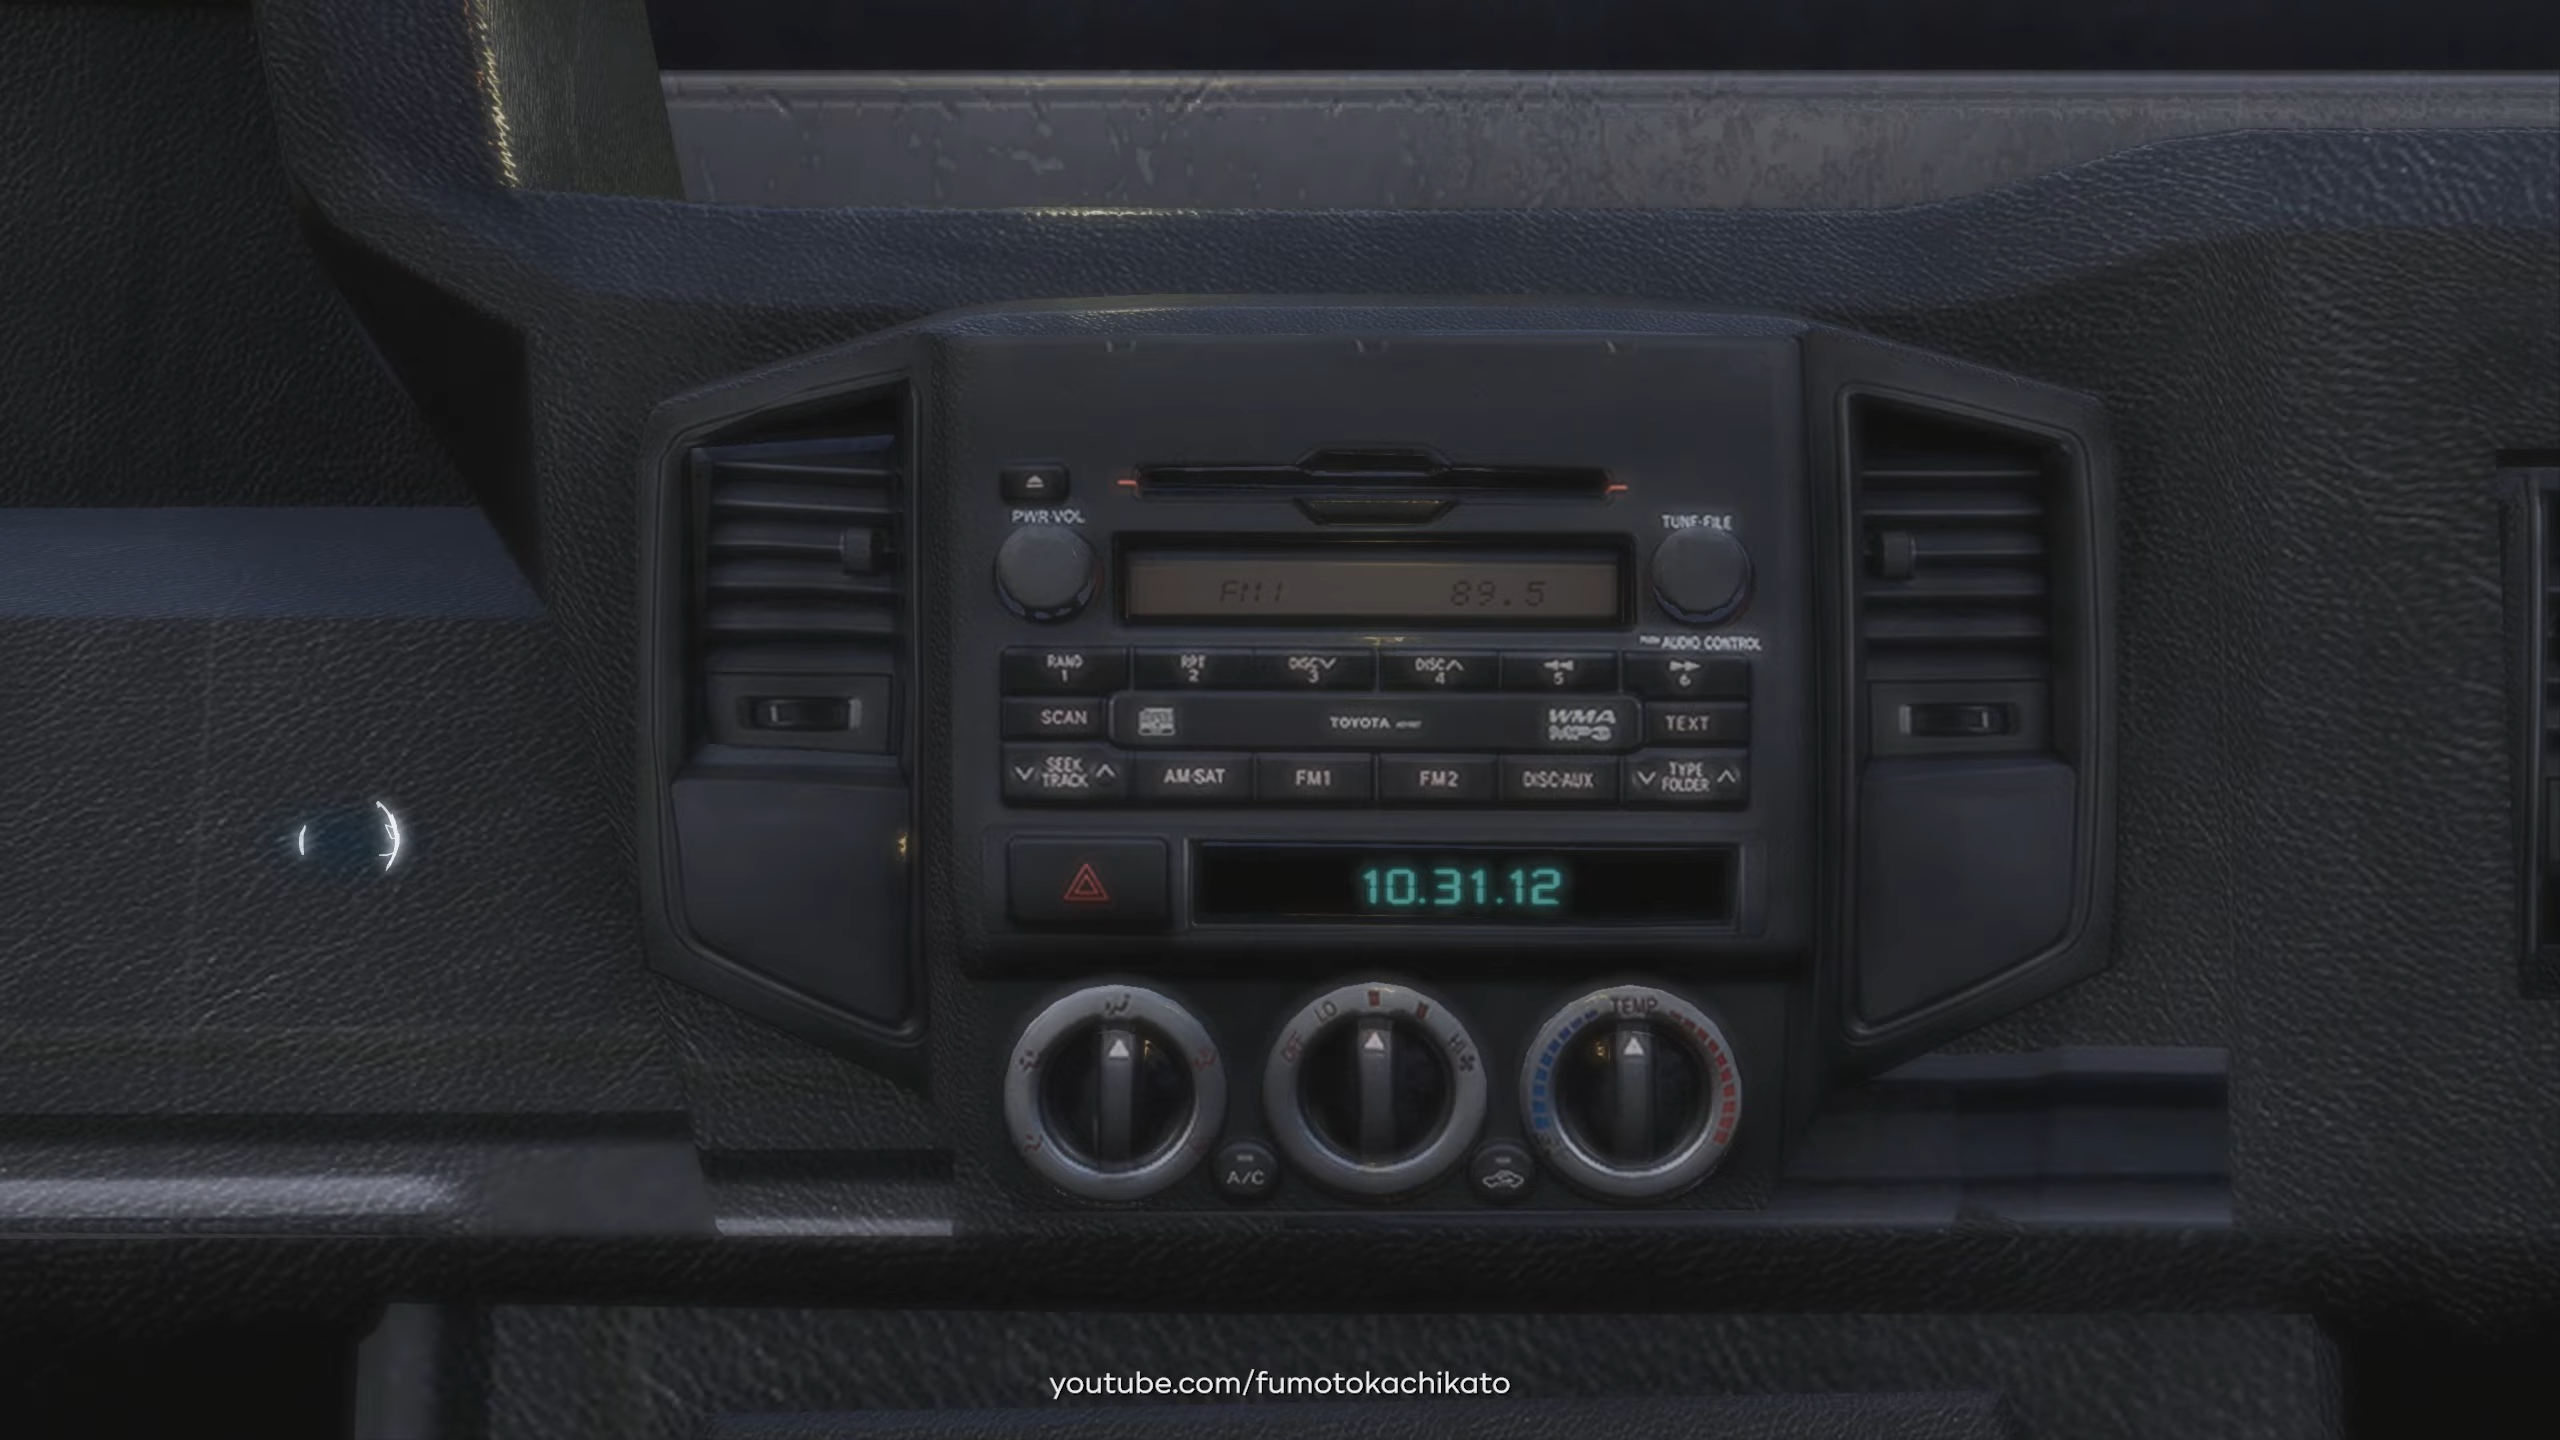 PWR·VOL
TUNE·FILE
FM1 89.5
PUSH AUDIO CONTROL
RAND 1
RPT 2
DISC 3
DISC 4
5
6
SCAN
TOYOTA
WMA
MP3
TEXT
SEEK
TRACK
AM·SAT
FM1
FM2
DISC·AUX
TYPE
FOLDER
10.31.12
OFF LO HI
TEMP
A/C
youtube.com/fumotokachikato